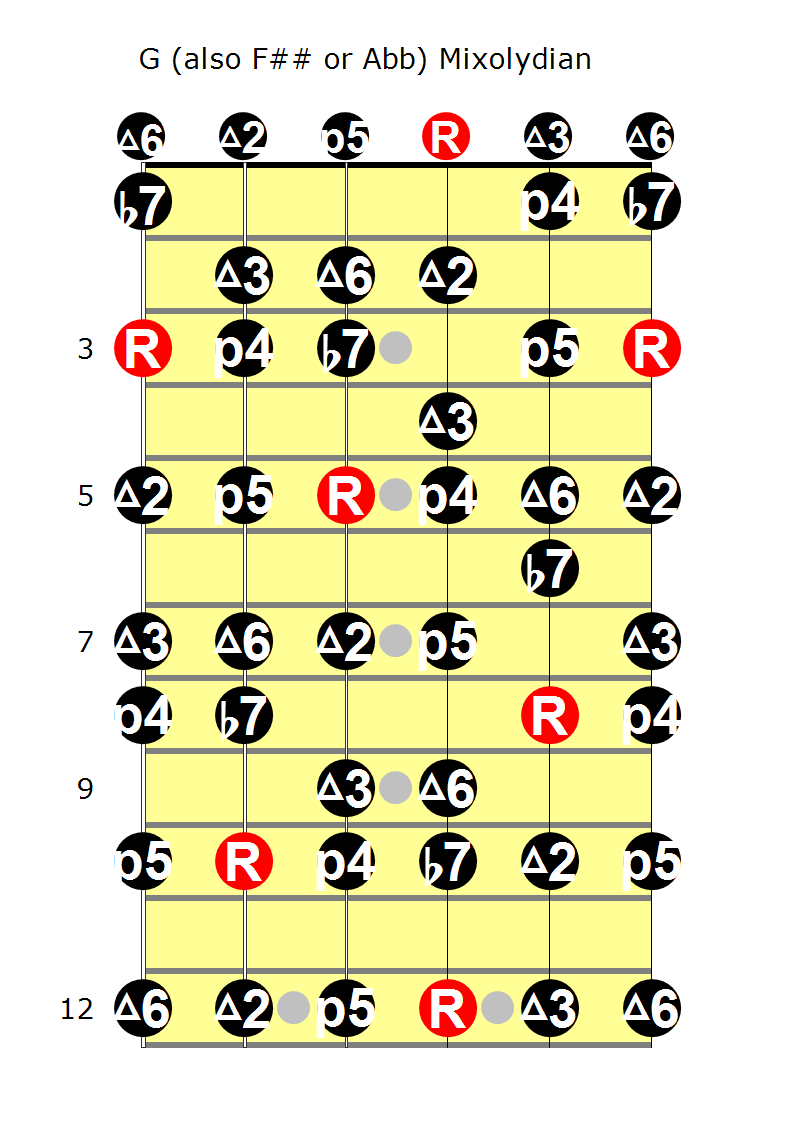 G (also F## or Abb) Mixolydian
Δ6 Δ2 p5 R Δ3 Δ6
♭7 p4 ♭7
Δ3 Δ6 Δ2
3 R p4 ♭7 p5 R
Δ3
5 Δ2 p5 R p4 Δ6 Δ2
♭7
7 Δ3 Δ6 Δ2 p5 Δ3
p4 ♭7 R p4
9 Δ3 Δ6
p5 R p4 ♭7 Δ2 p5
12 Δ6 Δ2 p5 R Δ3 Δ6